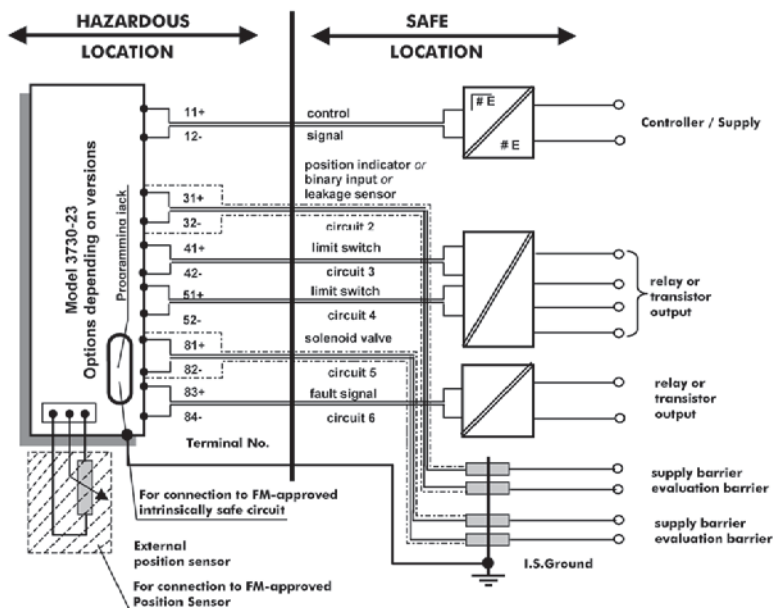 HAZARDOUS
LOCATION
SAFE
LOCATION
Model 3730-23
Options depending on versions
Programming jack
11+
12-
control
signal
# E
# E
Controller / Supply
position indicator or
binary input or
leakage sensor
31+
32-
circuit 2
41+
limit switch
42-
circuit 3
51+
limit switch
52-
circuit 4
relay or
transistor
output
81+
solenoid valve
82-
circuit 5
83+
fault signal
84-
circuit 6
relay or
transistor
output
Terminal No.
supply barrier
evaluation barrier
supply barrier
evaluation barrier
I.S.Ground
For connection to FM-approved
intrinsically safe circuit
External
position sensor
For connection to FM-approved
Position Sensor